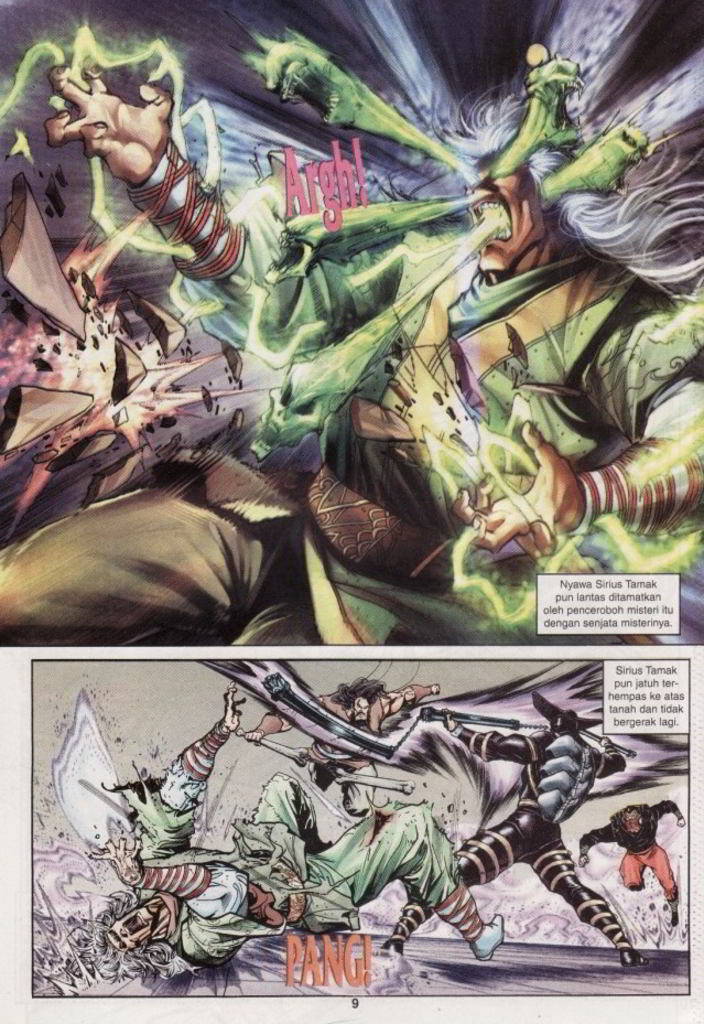 Argh!
Nyawa Sirius Tamak
pun lantas ditamatkan
oleh penceroboh misteri itu
dengan senjata misterinya.
Sirius Tamak
pun jatuh ter-
hempas ke atas
tanah dan tidak
bergerak lagi.
PANG!
9